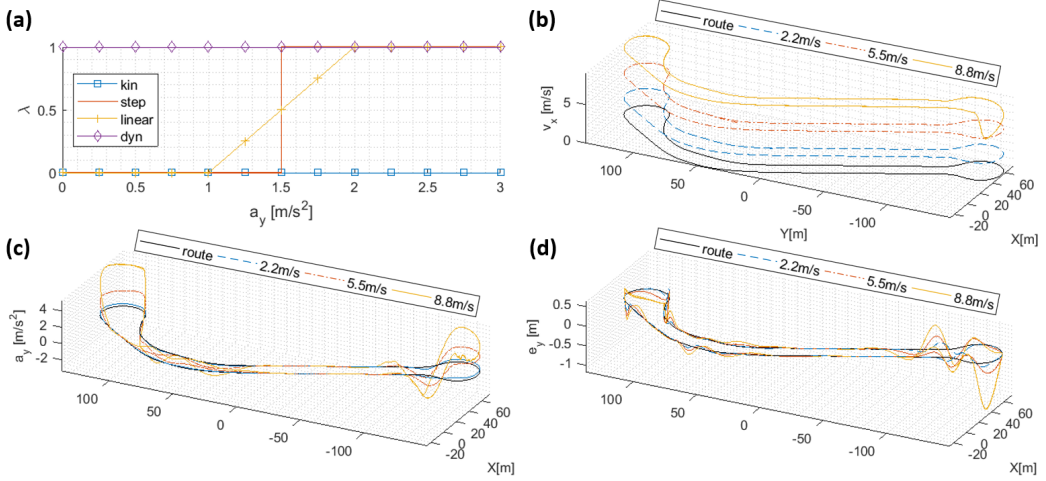 (a)
1
0.5
0
λ
kin
step
linear
dyn
0 0.5 1 1.5 2 2.5 3
a_y [m/s²]
(b)
route 2.2m/s 5.5m/s 8.8m/s
5
0
v_x [m/s]
100 50 0 -50 -100
Y[m]
60
40
20
0
-20
X[m]
(c)
route 2.2m/s 5.5m/s 8.8m/s
4
2
0
-2
a_y [m/s²]
100 50 0 -100
60
40
20
0
-20
X[m]
(d)
route 2.2m/s 5.5m/s 8.8m/s
0.5
0
-0.5
-1
e_y [m]
100 50 0 -100
60
40
20
0
-20
X[m]